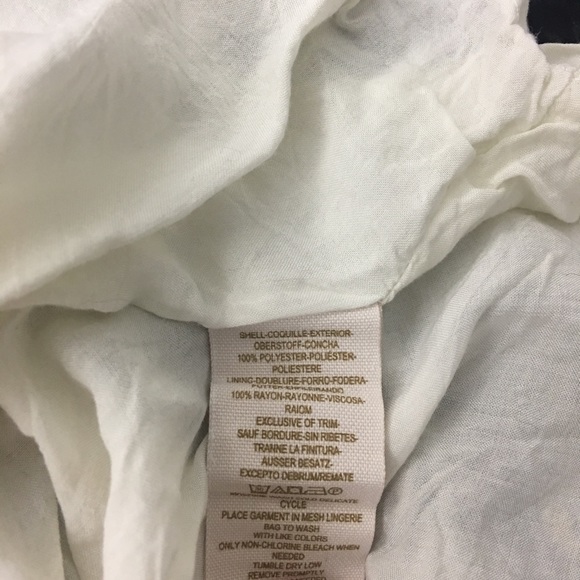 SHELL-COQUILLE-EXTERIOR-
OBERSTOFF-CONCHA
100% POLYESTER-POLIESTER-
POLIESTERE
LINING-DOUBLURE-FORRO-FODERA-
100% RAYON-RAYONNE-VISCOSA-
RAIOM
EXCLUSIVE OF TRIM-
SAUF BORDURE-SIN RIBETES-
TRANNE LA FINITURA-
AUSSER BESATZ-
EXCEPTO DEBRUM/REMATE
CYCLE
PLACE GARMENT IN MESH LINGERIE
BAG TO WASH
WITH LIKE COLORS
ONLY NON-CHLORINE BLEACH WHEN
NEEDED
TUMBLE DRY LOW
REMOVE PROMPTLY